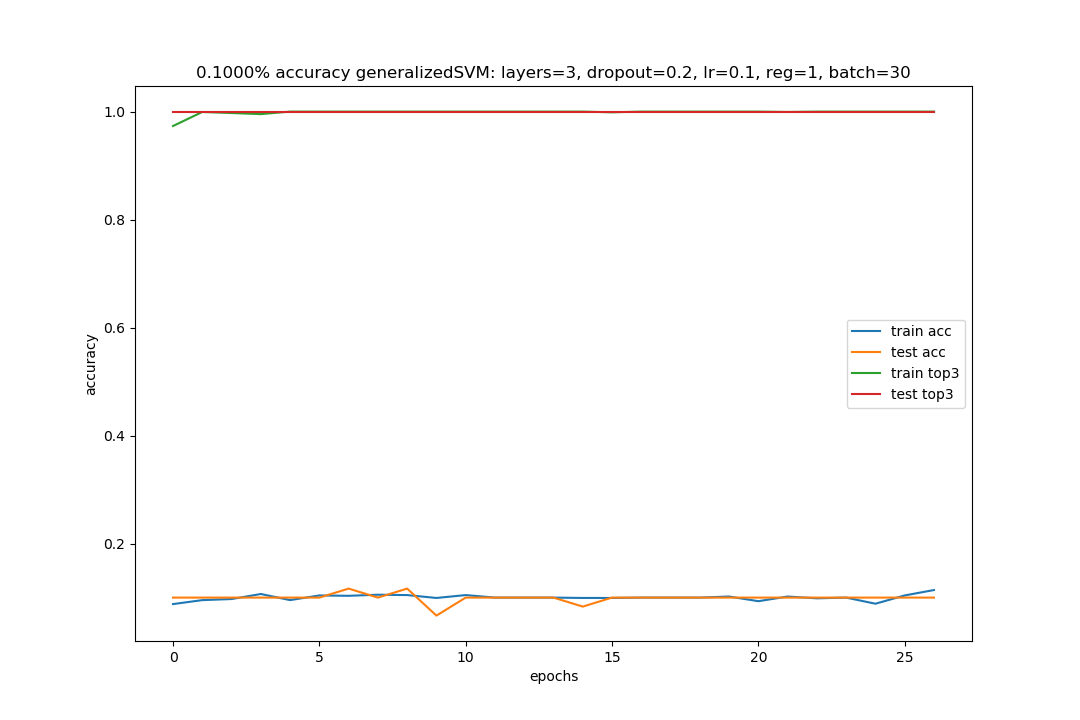 0.1000% accuracy generalizedSVM: layers=3, dropout=0.2, lr=0.1, reg=1, batch=30
1.0
0.8
0.6
0.4
0.2
accuracy
train acc
test acc
train top3
test top3
0 5 10 15 20 25
epochs